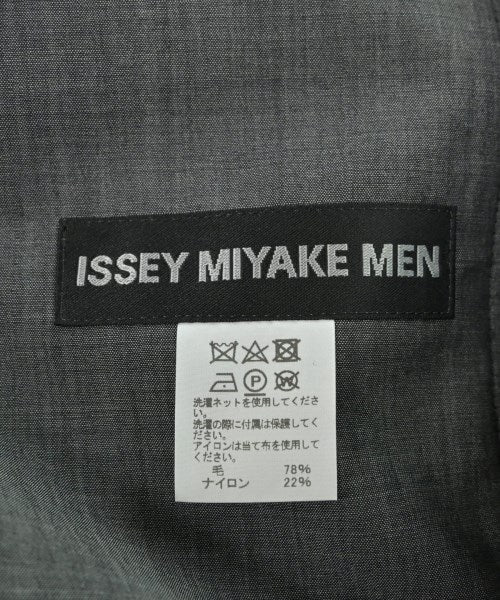 ISSEY MIYAKE MEN
P W
洗濯ネットを使用してくださ
い。
洗濯の際に付属は保護してく
ださい。
アイロンは当て布を使用して
ください。
毛 78%
ナイロン 22%